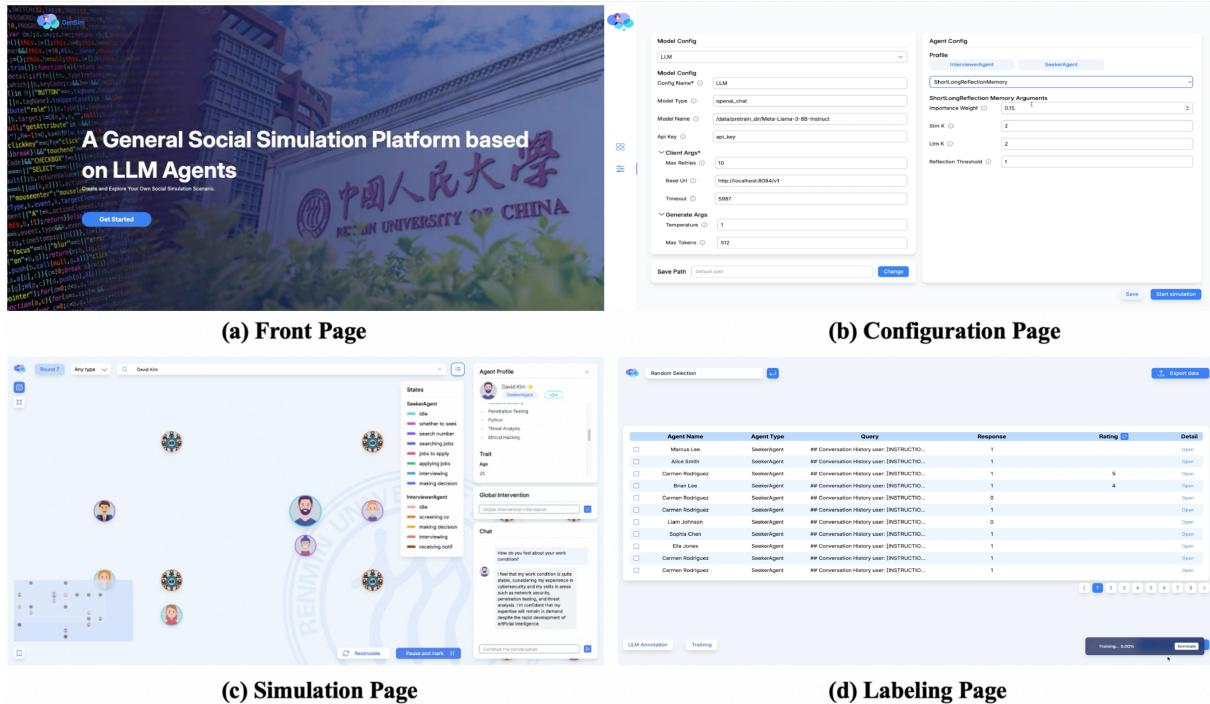 GenSim
A General Social Simulation Platform based
on LLM Agents
Create and Explore Your Own Social Simulation Scenario.
Get Started
中國人民
學
RENMIN UNIVERSITY OF CHINA
(a) Front Page
Model Config
LLM
Model Config
Config Name* LLM
Model Type openai_chat
Model Name /data/pretrain_dir/Meta-Llama-3-8B-Instruct
Api Key api_key
Client Args*
Max Retries 10
Base Url http://localhost:8084/v1
Timeout 5987
Generate Args
Temperature 1
Max Tokens 512
Save Path Default path Change
Agent Config
Profile
InterviewerAgent SeekerAgent
ShortLongReflectionMemory
ShortLongReflection Memory Arguments
Importance Weight 0.15
Stm K 2
Ltm K 2
Reflection Threshold 1
Save Start simulation
(b) Configuration Page
Round 7 Any type David Kim
States
SeekerAgent
idle
whether to seek
search number
searching jobs
jobs to apply
applying jobs
interviewing
making decision
InterviewerAgent
idle
screening cv
making decision
interviewing
receiving notif
RENMIN UNIVERSITY
Resimulate Pause and mark
Agent Profile
David Kim
SeekerAgent idle
Penetration Testing
Python
Threat Analysis
Ethical Hacking
Trait
Age
25
Global Intervention
Global intervention information
Chat
How do you feel about your work
condition?
I feel that my work condition is quite
stable, considering my experience in
cybersecurity and my skills in areas
such as network security,
penetration testing, and threat
analysis. I'm confident that my
expertise will remain in demand
despite the rapid development of
artificial intelligence.
Continue the conversation
(c) Simulation Page
Random Selection Export data
Agent Name Agent Type Query Response Rating Detail
Marcus Lee SeekerAgent ## Conversation History user: [INSTRUCTIO... 1 Open
Alice Smith SeekerAgent ## Conversation History user: [INSTRUCTIO... 1 Open
Carmen Rodriguez SeekerAgent ## Conversation History user: [INSTRUCTIO... 1 5 Open
Brian Lee SeekerAgent ## Conversation History user: [INSTRUCTIO... 1 4 Open
Carmen Rodriguez SeekerAgent ## Conversation History user: [INSTRUCTIO... 0 Open
Carmen Rodriguez SeekerAgent ## Conversation History user: [INSTRUCTIO... 1 Open
Liam Johnson SeekerAgent ## Conversation History user: [INSTRUCTIO... 0 Open
Sophia Chen SeekerAgent ## Conversation History user: [INSTRUCTIO... 1 Open
Ella Jones SeekerAgent ## Conversation History user: [INSTRUCTIO... 1 Open
Carmen Rodriguez SeekerAgent ## Conversation History user: [INSTRUCTIO... 1 Open
Carmen Rodriguez SeekerAgent ## Conversation History user: [INSTRUCTIO... 1 Open
1 2 3 4 5 6 7 8
LLM Annotation Training
Training... 0.00% Terminate
(d) Labeling Page